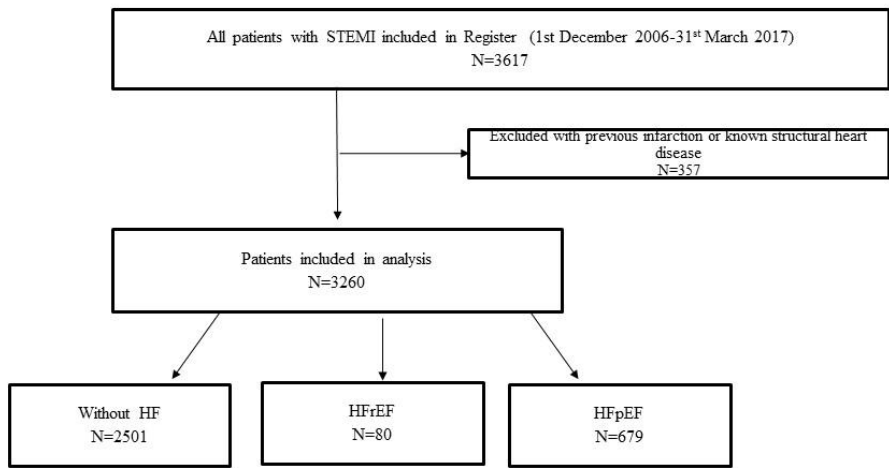 All patients with STEMI included in Register (1st December 2006-31st March 2017)
N=3617
Excluded with previous infarction or known structural heart
disease
N=357
Patients included in analysis
N=3260
Without HF
N=2501
HFrEF
N=80
HFpEF
N=679